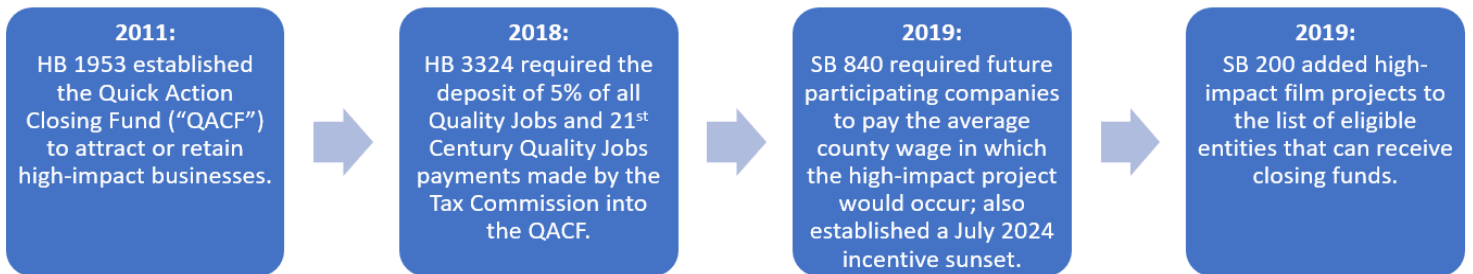 2011:
HB 1953 established
the Quick Action
Closing Fund (“QACF”)
to attract or retain
high-impact businesses.
2018:
HB 3324 required the
deposit of 5% of all
Quality Jobs and 21st
Century Quality Jobs
payments made by the
Tax Commission into
the QACF.
2019:
SB 840 required future
participating companies
to pay the average
county wage in which
the high-impact project
would occur; also
established a July 2024
incentive sunset.
2019:
SB 200 added high-
impact film projects to
the list of eligible
entities that can receive
closing funds.